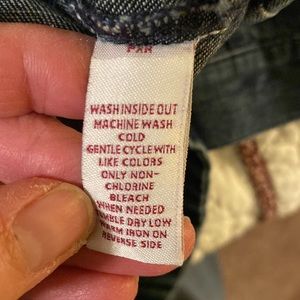 WASH INSIDE OUT
MACHINE WASH
COLD
GENTLE CYCLE WITH
LIKE COLORS
ONLY NON-
CHLORINE
BLEACH
WHEN NEEDED
TUMBLE DRY LOW
WARM IRON ON
REVERSE SIDE